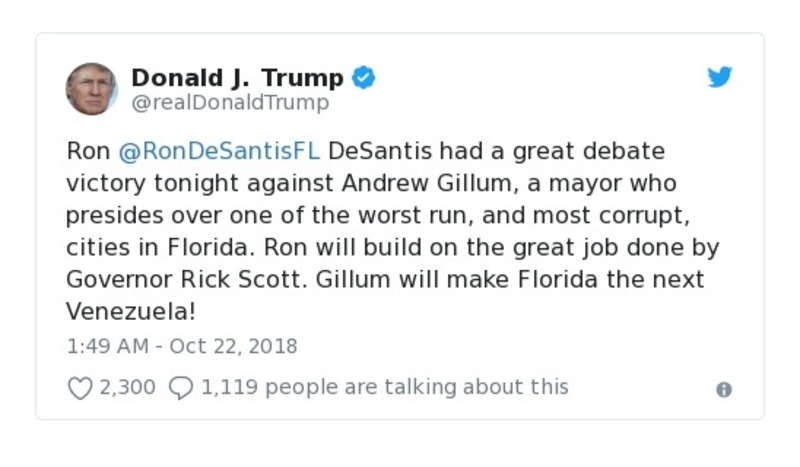 Donald J. Trump
@realDonaldTrump
Ron @RonDeSantisFL DeSantis had a great debate
victory tonight against Andrew Gillum, a mayor who
presides over one of the worst run, and most corrupt,
cities in Florida. Ron will build on the great job done by
Governor Rick Scott. Gillum will make Florida the next
Venezuela!
1:49 AM - Oct 22, 2018
2,300 1,119 people are talking about this